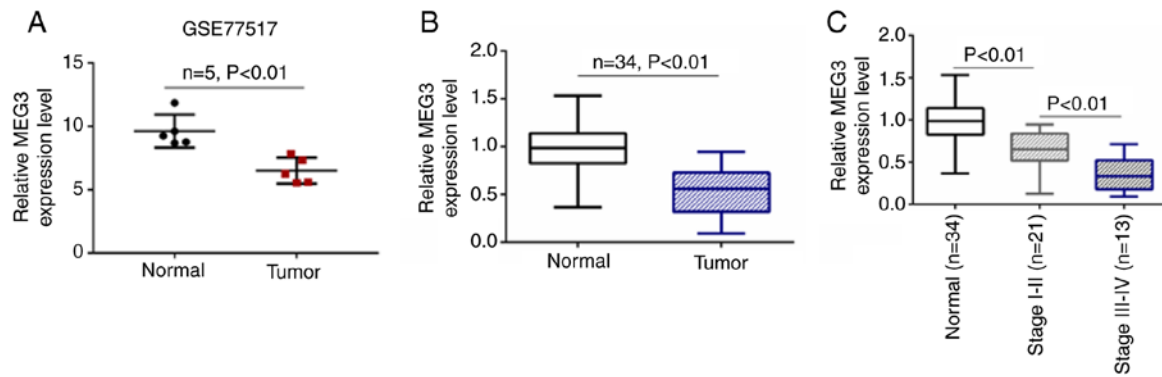 A
GSE77517
Relative MEG3
expression level
15
10
5
0
n=5, P<0.01
Normal
Tumor
B
Relative MEG3
expression level
2.0
1.5
1.0
0.5
0.0
n=34, P<0.01
Normal
Tumor
C
Relative MEG3
expression level
2.0
1.5
1.0
0.5
0.0
P<0.01
P<0.01
Normal (n=34)
Stage I-II (n=21)
Stage III-IV (n=13)